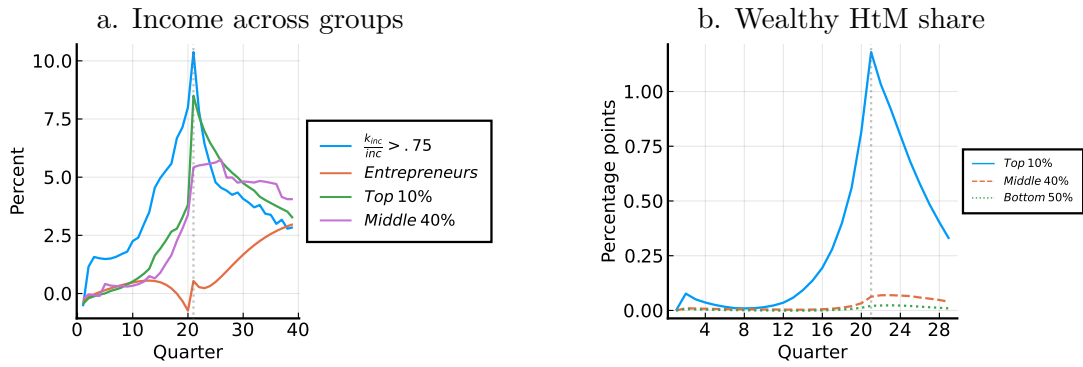 a. Income across groups
Percent
10.0
7.5
5.0
2.5
0.0
0
10
20
30
40
Quarter
k_inc/inc > .75
Entrepreneurs
Top 10%
Middle 40%
b. Wealthy HtM share
Percentage points
1.00
0.75
0.50
0.25
0.00
4
8
12
16
20
24
28
Quarter
Top 10%
Middle 40%
Bottom 50%